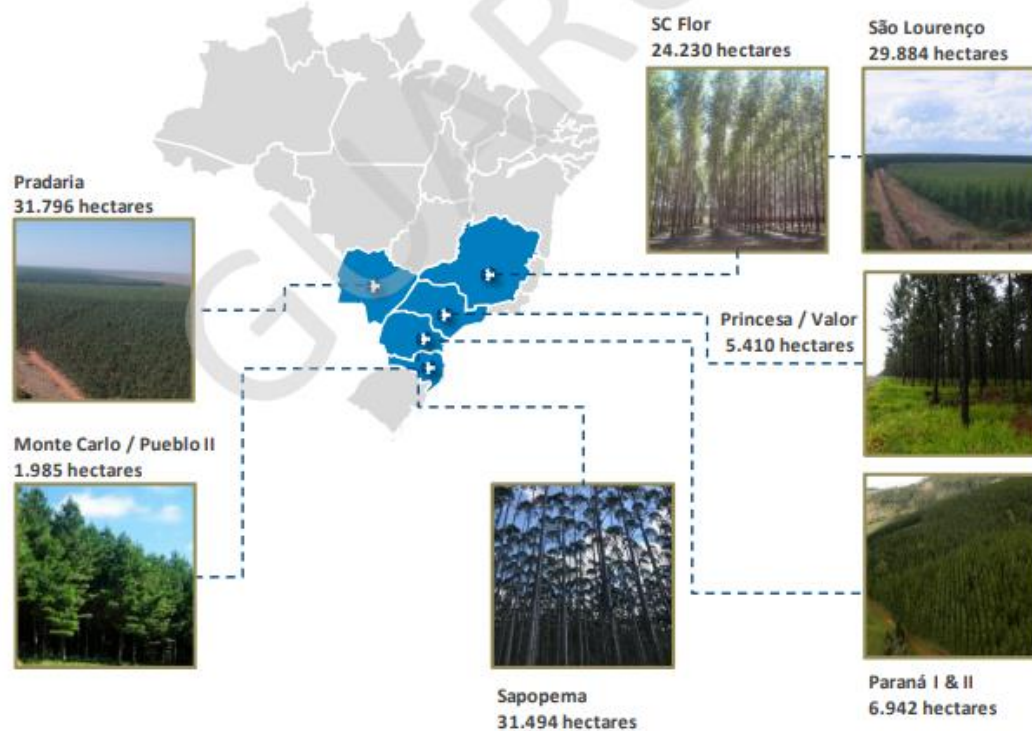 SC Flor
24.230 hectares
São Lourenço
29.884 hectares
Pradaria
31.796 hectares
Princesa / Valor
5.410 hectares
Monte Carlo / Pueblo II
1.985 hectares
Sapopema
31.494 hectares
Paraná I & II
6.942 hectares